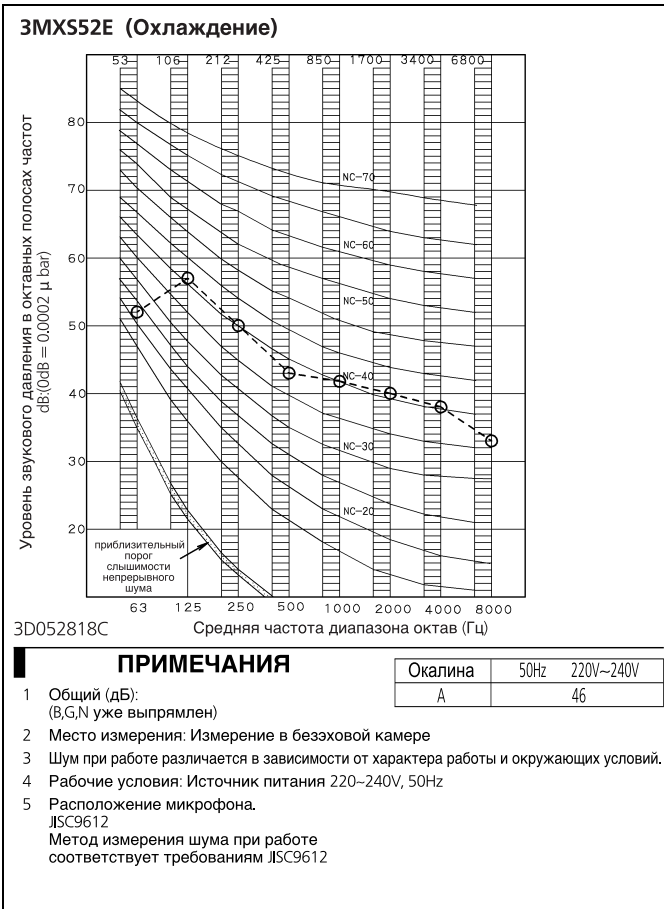 3MXS52E (Охлаждение)
53 106 212 425 850 1700 3400 6800
Уровень звукового давления в октавных полосах частот
dB:(0dB = 0.0002 µ bar)
80
70
60
50
40
30
20
NC-70
NC-60
NC-50
NC-40
NC-30
NC-20
приблизительный
порог
слышимости
непрерывного
шума
63 125 250 500 1000 2000 4000 8000
3D052818C
Средняя частота диапазона октав (Гц)
ПРИМЕЧАНИЯ
Окалина 50Hz 220V~240V
A 46
1 Общий (дБ):
(B,G,N уже выпрямлен)
2 Место измерения: Измерение в безэховой камере
3 Шум при работе различается в зависимости от характера работы и окружающих условий.
4 Рабочие условия: Источник питания 220~240V, 50Hz
5 Расположение микрофона.
JISC9612
Метод измерения шума при работе
соответствует требованиям JISC9612